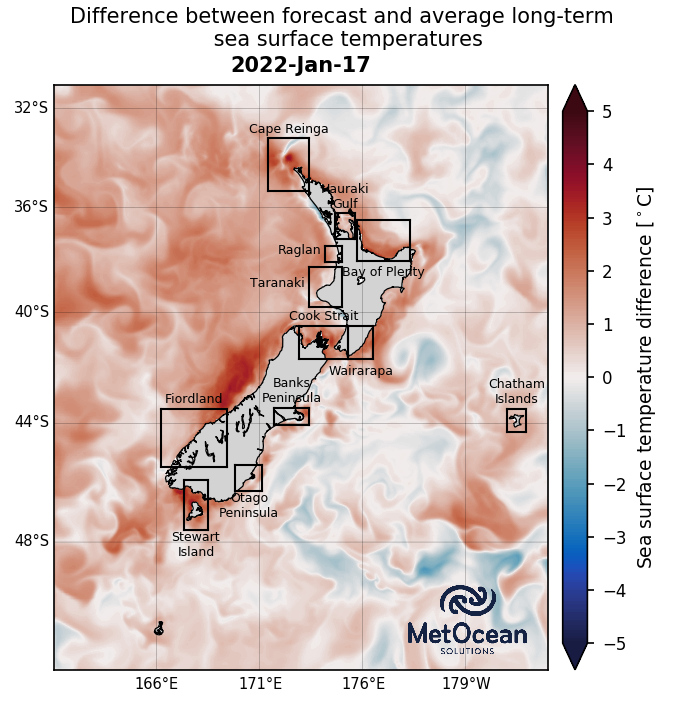 Difference between forecast and average long-term
sea surface temperatures
2022-Jan-17
32°S
36°S
40°S
44°S
48°S
166°E
171°E
176°E
179°W
Cape Reinga
Hauraki
Gulf
Raglan
Bay of Plenty
Taranaki
Cook Strait
Wairarapa
Banks
Peninsula
Fiordland
Chatham
Islands
Otago
Peninsula
Stewart
Island
MetOcean
SOLUTIONS
5
4
3
2
1
0
−1
−2
−3
−4
−5
Sea surface temperature difference [°C]